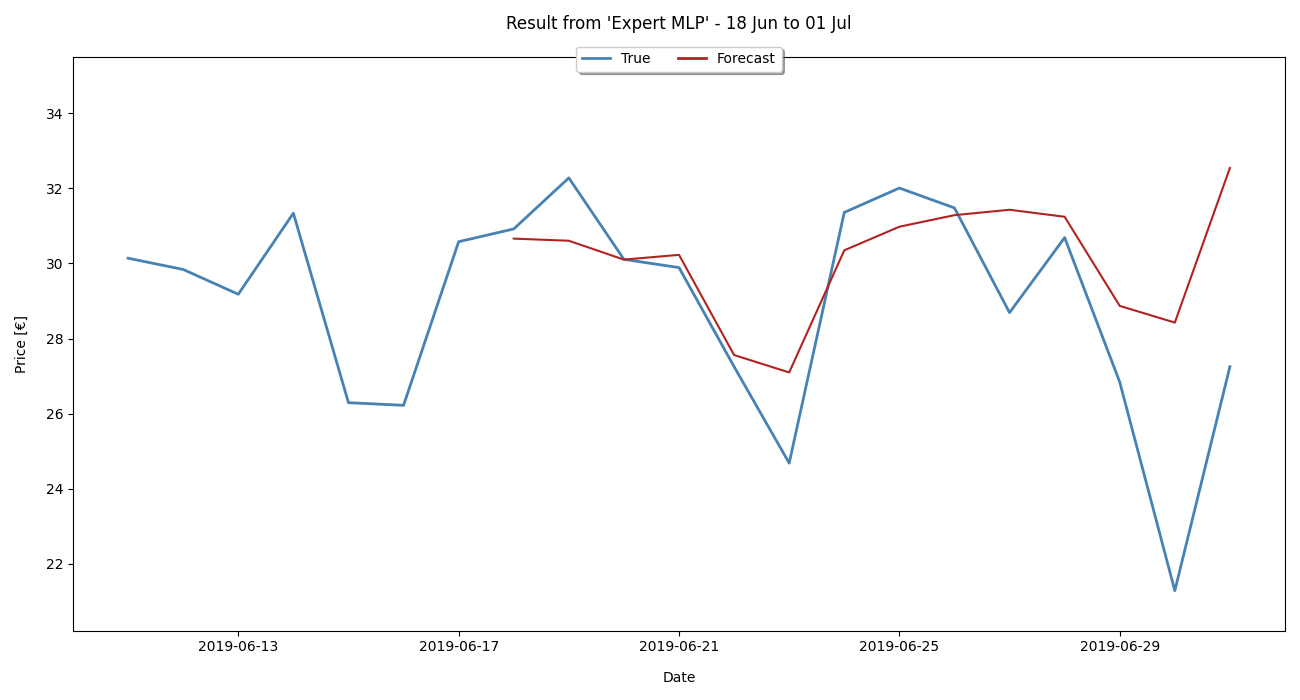 Result from 'Expert MLP' - 18 Jun to 01 Jul
True Forecast
Price [€]
34
32
30
28
26
24
22
2019-06-13 2019-06-17 2019-06-21 2019-06-25 2019-06-29
Date